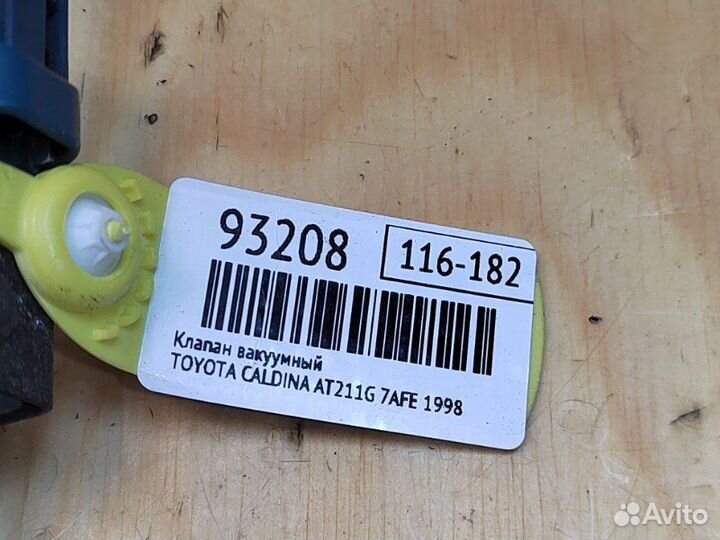 93208
116-182
Клапан вакуумный
TOYOTA CALDINA AT211G 7AFE 1998
Avito